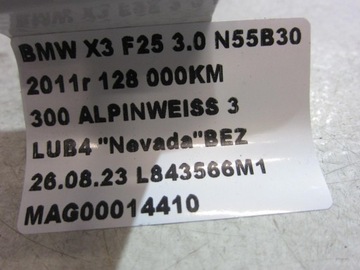 BMW X3 F25 3.0 N55B30
2011r 128 000KM
300 ALPINWEISS 3
LUB4 "Nevada"BEZ
26.08.23 L843566M1
MAG00014410